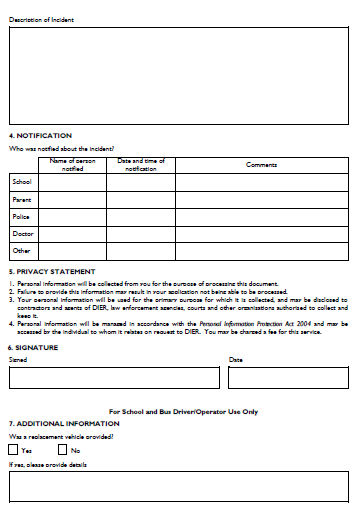 Description of Incident
4. NOTIFICATION
Who was notified about the incident?
Name of person notified
Date and time of notification
Comments
School
Parent
Police
Doctor
Other
5. PRIVACY STATEMENT
1. Personal information will be collected from you for the purpose of processing this document.
2. Failure to provide this information may result in your application not being able to be processed.
3. Your personal information will be used for the primary purpose for which it is collected, and may be disclosed to
contractors and agents of DIER, law enforcement agencies, courts and other organisations authorised to collect and
keep it.
4. Personal information will be managed in accordance with the Personal Information Protection Act 2004 and may be
accessed by the individual to whom it relates on request to DIER. You may be charged a fee for this service.
6. SIGNATURE
Signed
Date
For School and Bus Driver/Operator Use Only
7. ADDITIONAL INFORMATION
Was a replacement vehicle provided?
Yes
No
If yes, please provide details